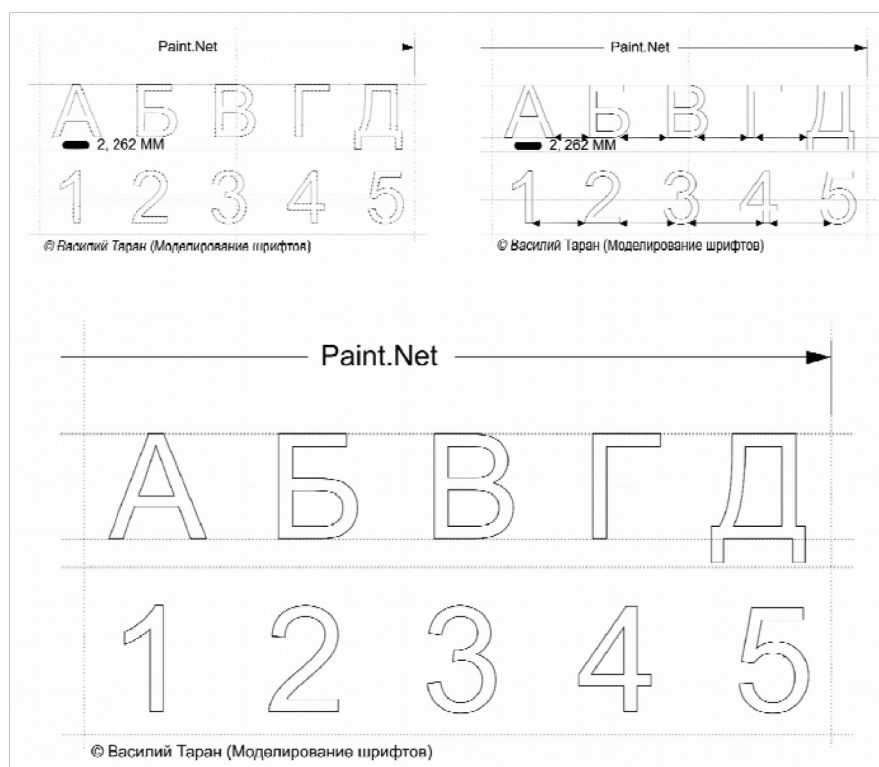 Paint.Net
А Б В Г Д
2, 262 ММ
1 2 3 4 5
© Василий Таран (Моделирование шрифтов)
Paint.Net
А Б В Г Д
2, 262 ММ
1 2 3 4 5
© Василий Таран (Моделирование шрифтов)
Paint.Net
А Б В Г Д
1 2 3 4 5
© Василий Таран (Моделирование шрифтов)